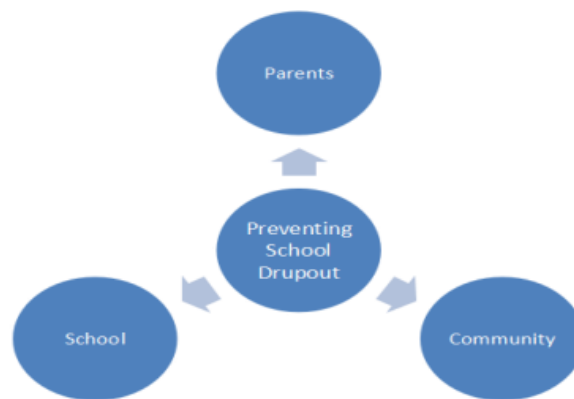 Parents
Preventing
School
Drupout
School
Community